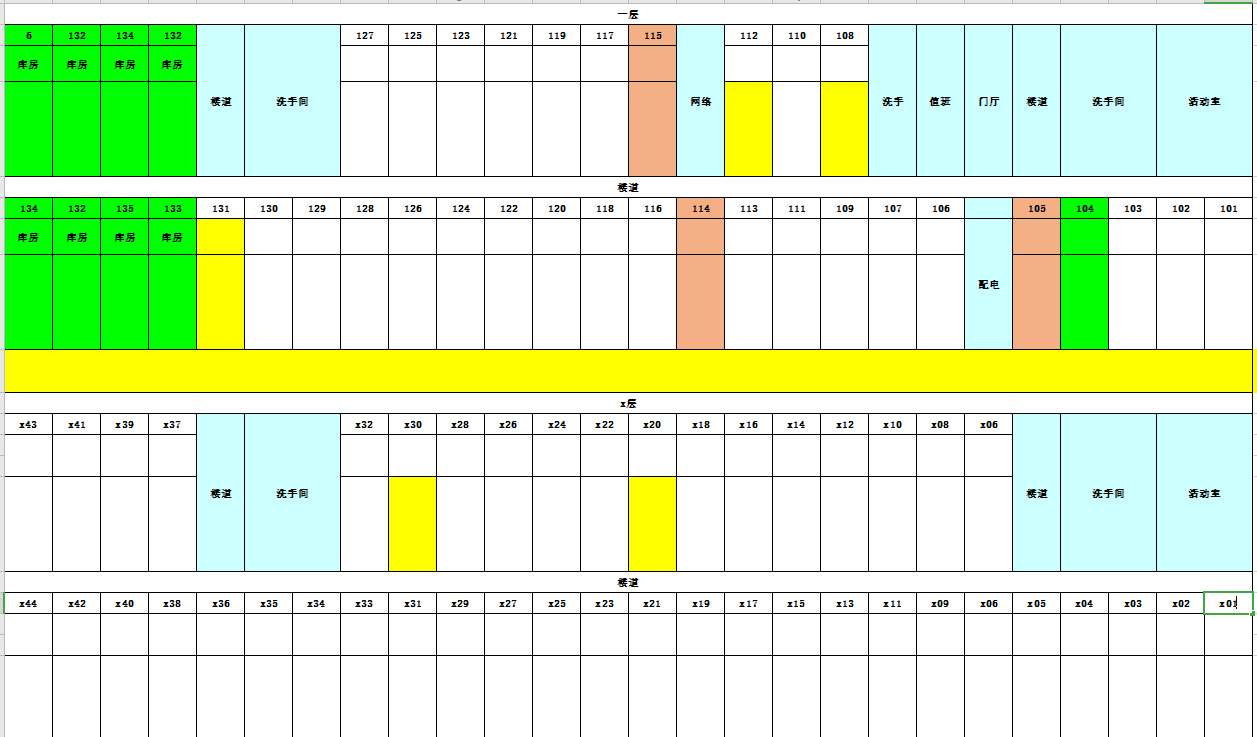 一层
6 132 134 132 127 125 123 121 119 117 115 112 110 108
库房 库房 库房 库房
楼道 洗手间 网络 洗手 值班 门厅 楼道 洗手间 活动室
楼道
134 132 135 133 131 130 129 128 126 124 122 120 118 116 114 113 111 109 107 106 105 104 103 102 101
库房 库房 库房 库房
配电
x层
x43 x41 x39 x37 x32 x30 x28 x26 x24 x22 x20 x18 x16 x14 x12 x10 x08 x06
楼道 洗手间 楼道 洗手间 活动室
楼道
x44 x42 x40 x38 x36 x35 x34 x33 x31 x29 x27 x25 x23 x21 x19 x17 x15 x13 x11 x09 x06 x05 x04 x03 x02 x01